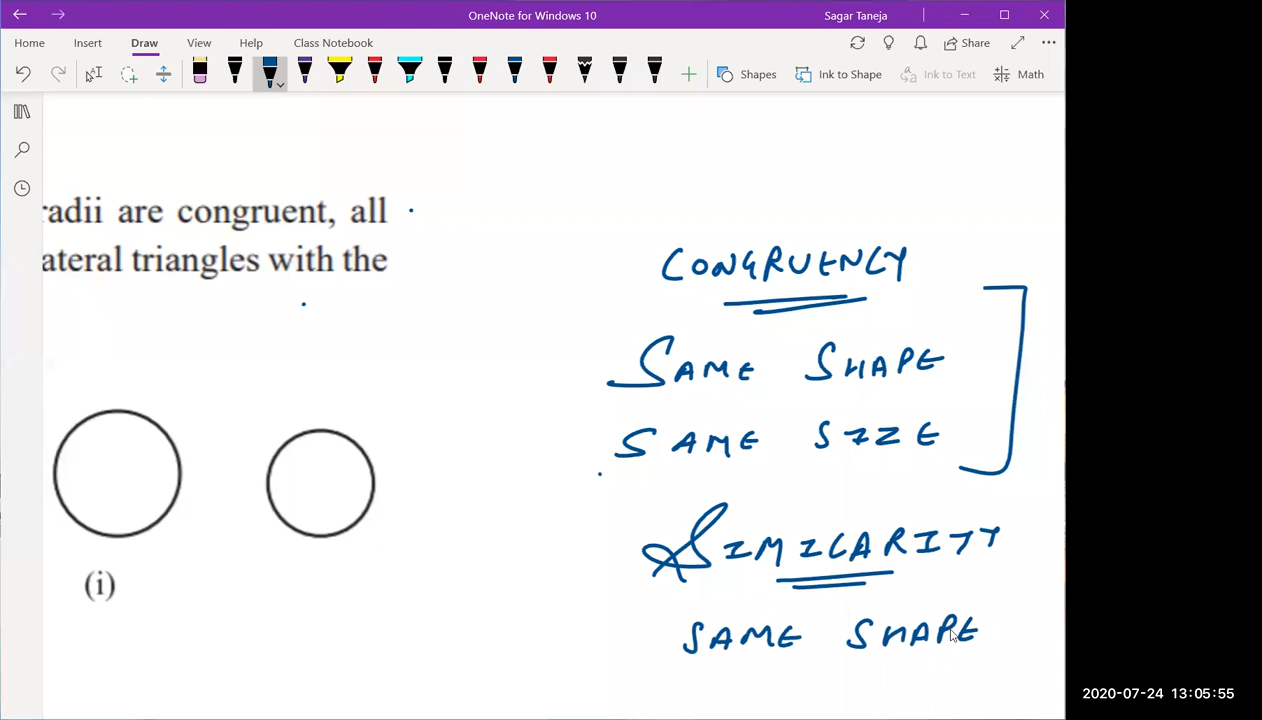 OneNote for Windows 10
Sagar Taneja
Home Insert Draw View Help Class Notebook
Share
Shapes Ink to Shape Ink to Text Math
radii are congruent, all
ateral triangles with the
CONGRUENCY
SAME SHAPE
SAME SIZE
SIMILARITY
SAME SHAPE
(i)
2020-07-24 13:05:55